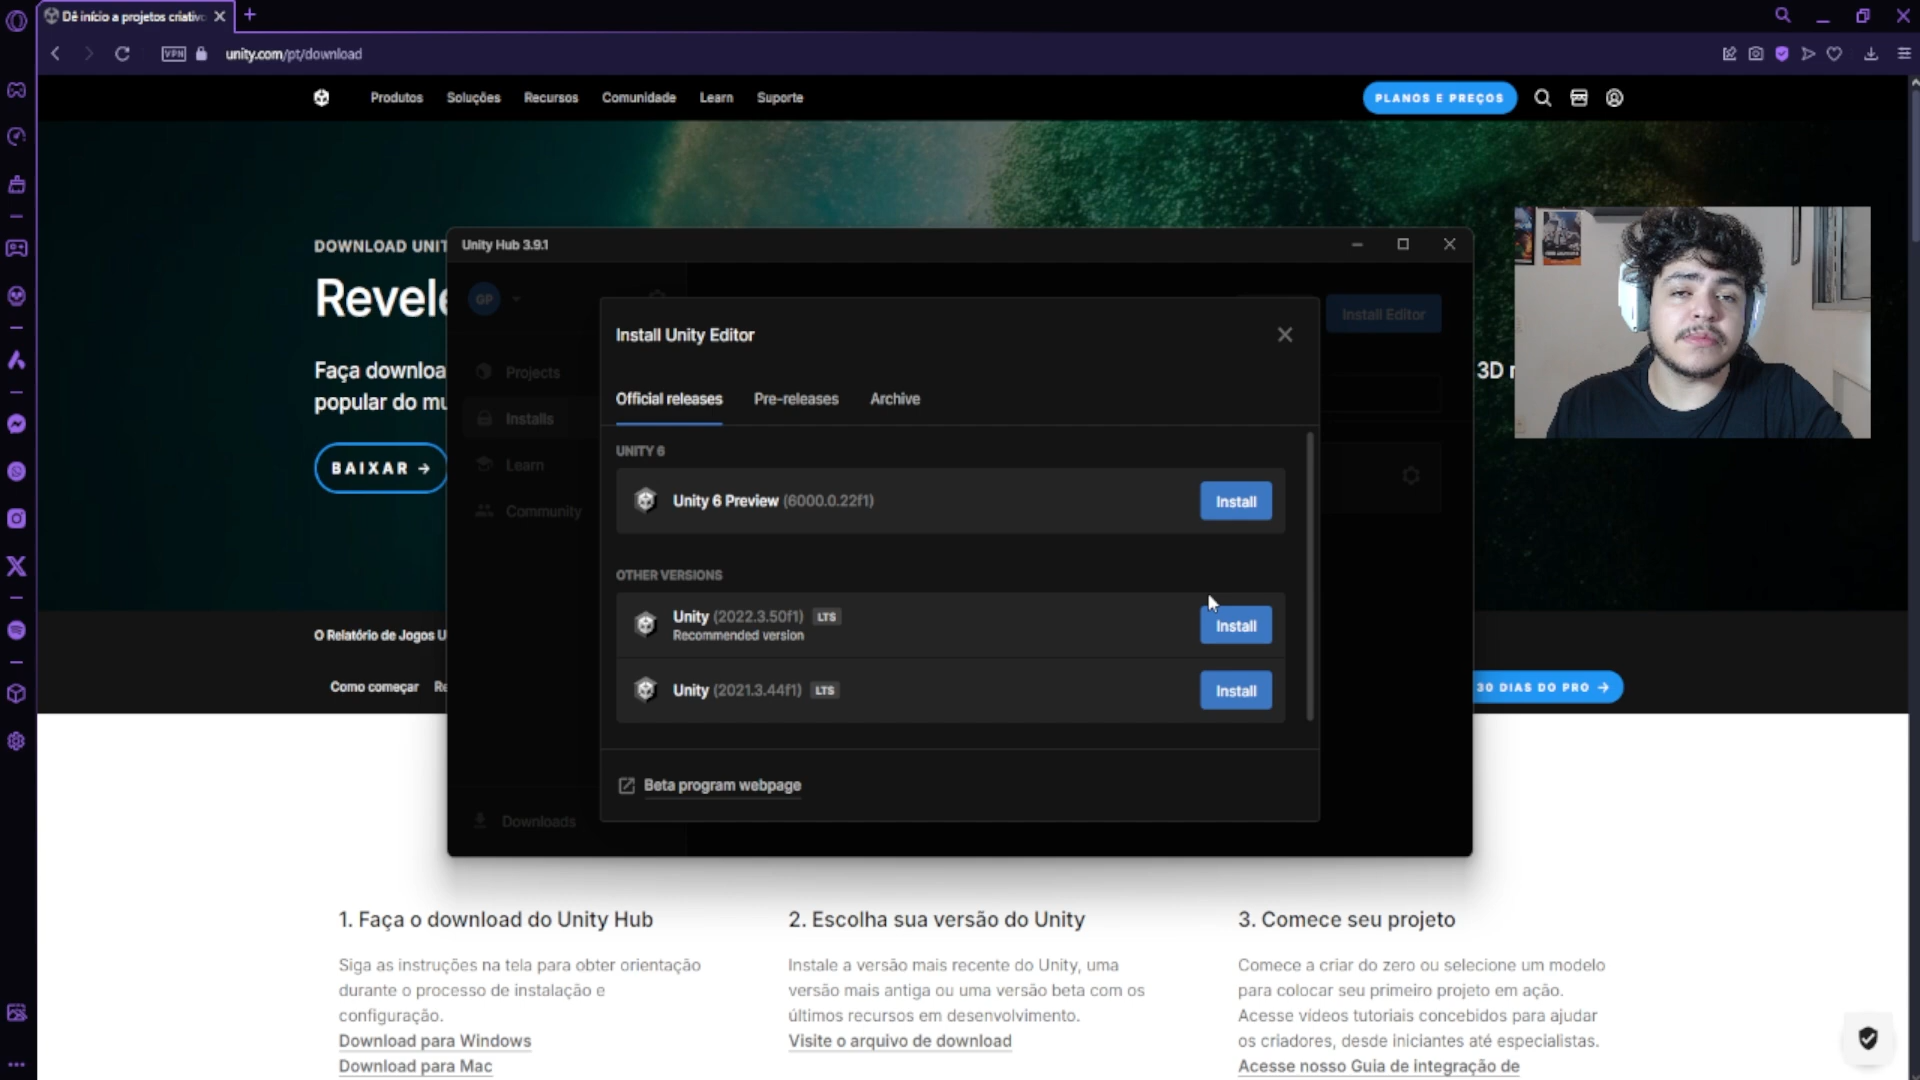 Dê início a projetos criativo
VPN
unity.com/pt/download
Produtos
Soluções
Recursos
Comunidade
Learn
Suporte
PLANOS E PREÇOS
DOWNLOAD UNIT
Revele
Faça downloa
popular do mu
3D r
BAIXAR →
O Relatório de Jogos U
Como começar Re
30 DIAS DO PRO →
Unity Hub 3.9.1
GP
Install Editor
Projects
Installs
Learn
Community
Downloads
Install Unity Editor
Official releases
Pre-releases
Archive
UNITY 6
Unity 6 Preview (6000.0.22f1)
Install
OTHER VERSIONS
Unity (2022.3.50f1) LTS
Recommended version
Install
Unity (2021.3.44f1) LTS
Install
Beta program webpage
1. Faça o download do Unity Hub
Siga as instruções na tela para obter orientação
durante o processo de instalação e
configuração.
Download para Windows
Download para Mac
2. Escolha sua versão do Unity
Instale a versão mais recente do Unity, uma
versão mais antiga ou uma versão beta com os
últimos recursos em desenvolvimento.
Visite o arquivo de download
3. Comece seu projeto
Comece a criar do zero ou selecione um modelo
para colocar seu primeiro projeto em ação.
Acesse vídeos tutoriais concebidos para ajudar
os criadores, desde iniciantes até especialistas.
Acesse nosso Guia de integração de